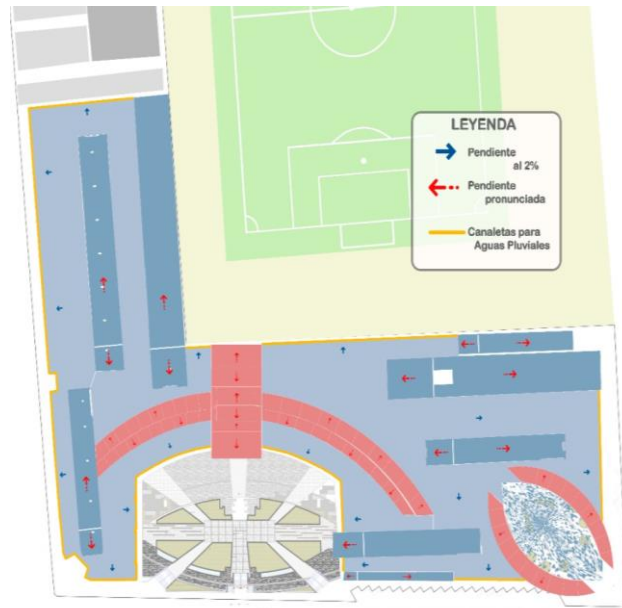 LEYENDA
Pendiente
al 2%
Pendiente
pronunciada
Canaletas para
Aguas Pluviales